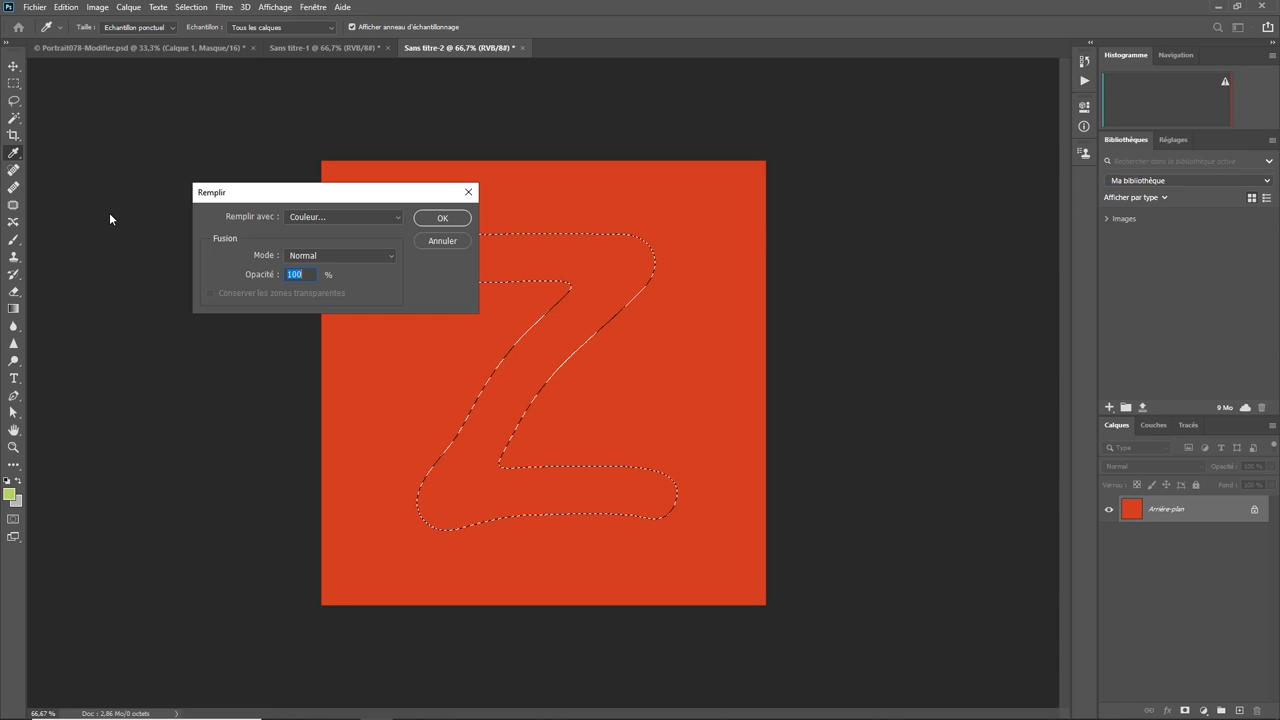 Ps Fichier Edition Image Calque Texte Sélection Filtre 3D Affichage Fenêtre Aide
Taille : Echantillon ponctuel Echantillon : Tous les calques Afficher anneau d'échantillonnage
© Portrait078-Modifier.psd @ 33,3% (Calque 1, Masque/16) * × Sans titre-1 @ 66,7% (RVB/8#) * × Sans titre-2 @ 66,7% (RVB/8#) * ×
Histogramme Navigation
Bibliothèques Réglages
Rechercher dans la bibliothèque active
Ma bibliothèque
Afficher par type
Images
Remplir
Remplir avec : Couleur... OK
Fusion Annuler
Mode : Normal
Opacité : 100 %
Conserver les zones transparentes
9 Mo
Calques Couches Tracés
Type
Normal Opacité : 100 %
Verrou : Fond : 100 %
Arrière-plan
66,67 % Doc : 2,86 Mo/0 octets